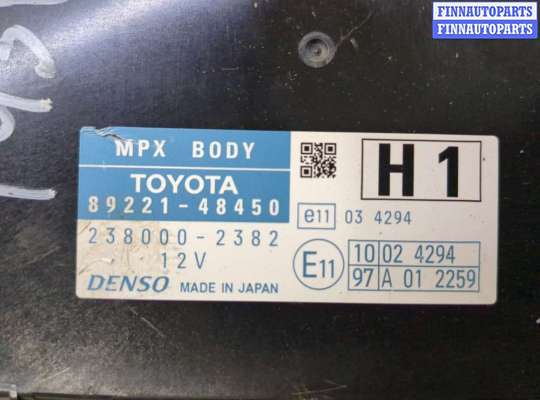 FINNAUTOPARTS
FINNAUTOPARTS
MPX BODY
TOYOTA
89221-48450
238000-2382
12V
DENSO MADE IN JAPAN
H1
e11 03 4294
E11
10 02 4294
97 A 01 2259